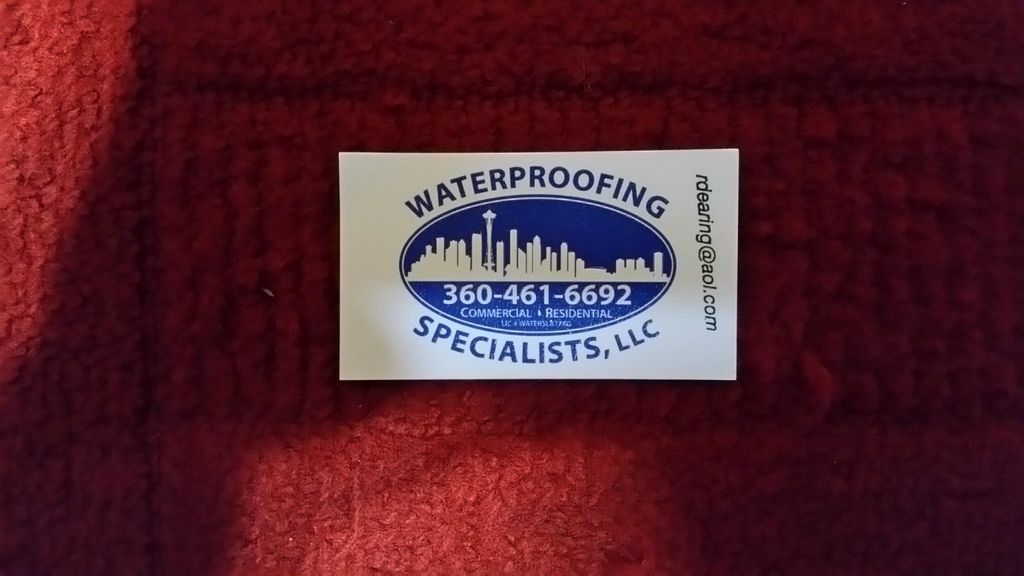 WATERPROOFING
360-461-6692
COMMERCIAL RESIDENTIAL
SPECIALISTS, LLC
rdearing@aol.com